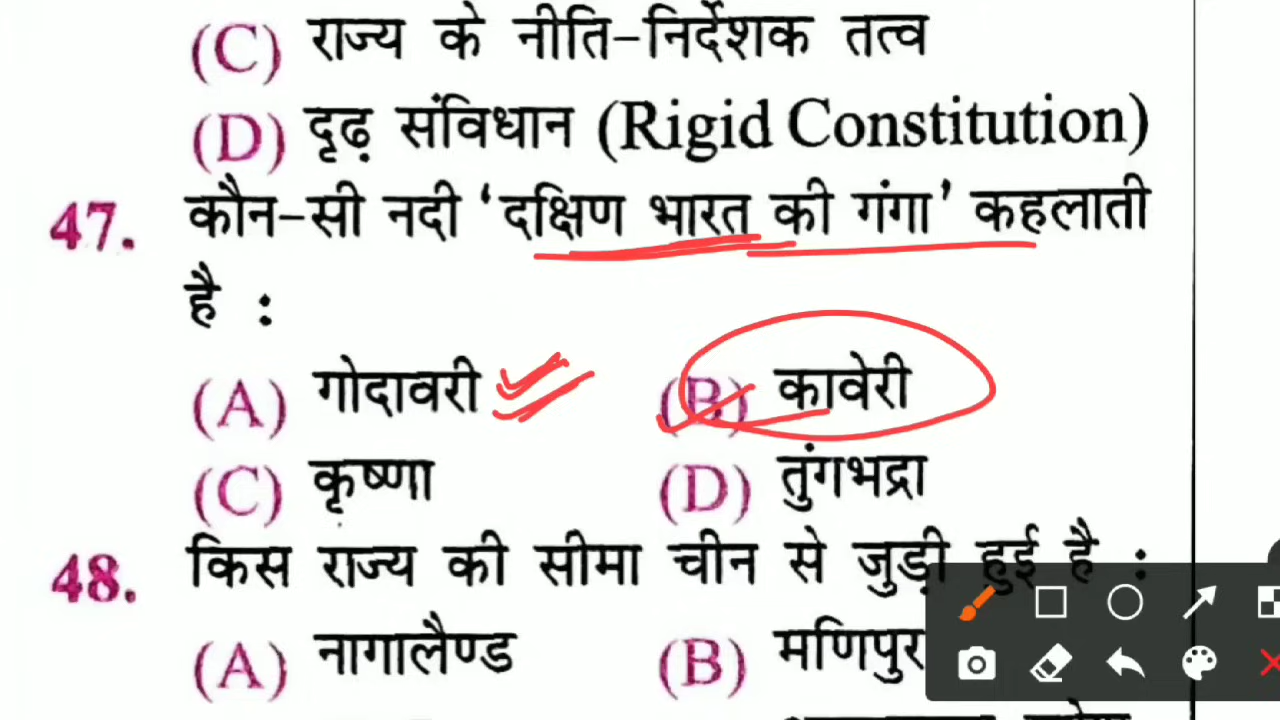 (C) राज्य के नीति-निर्देशक तत्व
(D) दृढ़ संविधान (Rigid Constitution)
47. कौन-सी नदी ‘दक्षिण भारत की गंगा’ कहलाती
है :
(A) गोदावरी (B) कावेरी
(C) कृष्णा (D) तुंगभद्रा
48. किस राज्य की सीमा चीन से जुड़ी हुई है :
(A) नागालैण्ड (B) मणिपुर